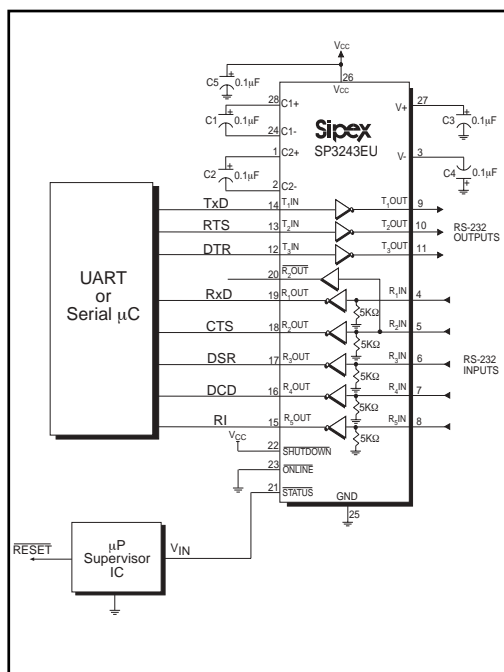 VCC
C5 + 0.1μF
26
VCC
28 C1+
C1 + 0.1μF
24 C1-
1 C2+
C2 + 0.1μF
2 C2-
Sipex
SP3243EU
V+ 27
C3 + 0.1μF
V- 3
C4 0.1μF +
UART
or
Serial μC
TxD 14 T1IN T1OUT 9
RTS 13 T2IN T2OUT 10
DTR 12 T3IN T3OUT 11
RS-232
OUTPUTS
20 R2OUT
RxD 19 R1OUT R1IN 4
5KΩ
CTS 18 R2OUT R2IN 5
5KΩ
DSR 17 R3OUT R3IN 6
5KΩ
DCD 16 R4OUT R4IN 7
5KΩ
RI 15 R5OUT R5IN 8
5KΩ
RS-232
INPUTS
VCC
22 SHUTDOWN
23 ONLINE
21 STATUS
GND
25
RESET
μP
Supervisor
IC
VIN